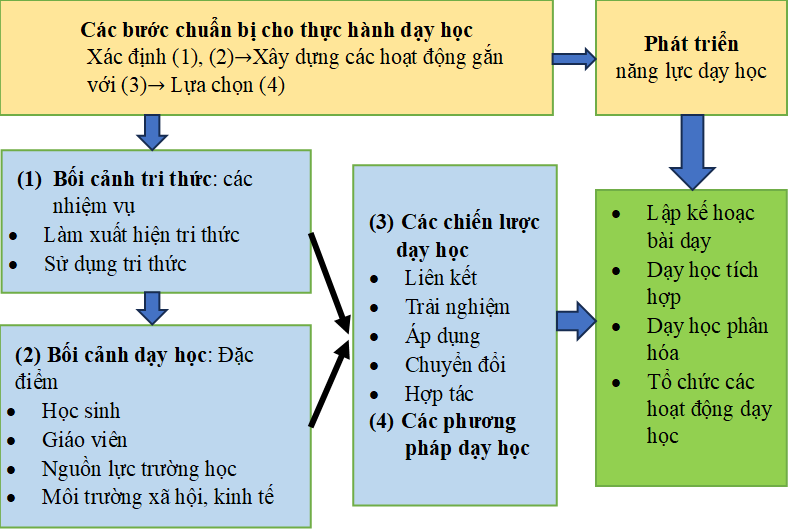 Các bước chuẩn bị cho thực hành dạy học
Xác định (1), (2)→Xây dựng các hoạt động gắn
với (3)→ Lựa chọn (4)
Phát triển
năng lực dạy học
(1) Bối cảnh tri thức: các
nhiệm vụ
• Làm xuất hiện tri thức
• Sử dụng tri thức
(2) Bối cảnh dạy học: Đặc
điểm
• Học sinh
• Giáo viên
• Nguồn lực trường học
• Môi trường xã hội, kinh tế
(3) Các chiến lược
dạy học
• Liên kết
• Trải nghiệm
• Áp dụng
• Chuyển đổi
• Hợp tác
(4) Các phương
pháp dạy học
• Lập kế hoạc
bài dạy
• Dạy học tích
hợp
• Dạy học phân
hóa
• Tổ chức các
hoạt động dạy
học